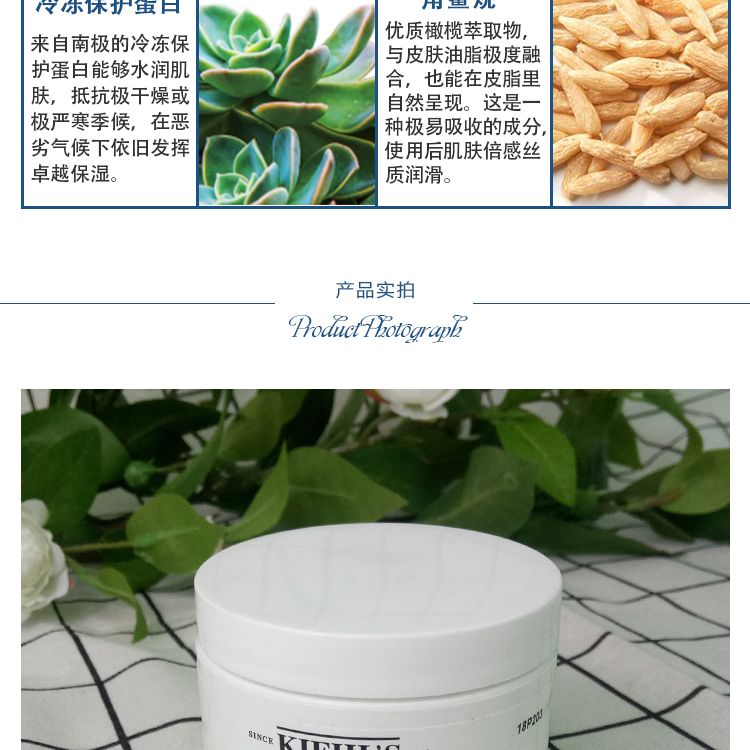 冷冻保护蛋白
来自南极的冷冻保
护蛋白能够水润肌
肤，抵抗极干燥或
极严寒季候，在恶
劣气候下依旧发挥
卓越保湿。
角鲨烷
优质橄榄萃取物，
与皮肤油脂极度融
合，也能在皮脂里
自然呈现。这是一
种极易吸收的成分，
使用后肌肤倍感丝
质润滑。
产品实拍
Product Photograph
SINCE KIEHL'S
18P203